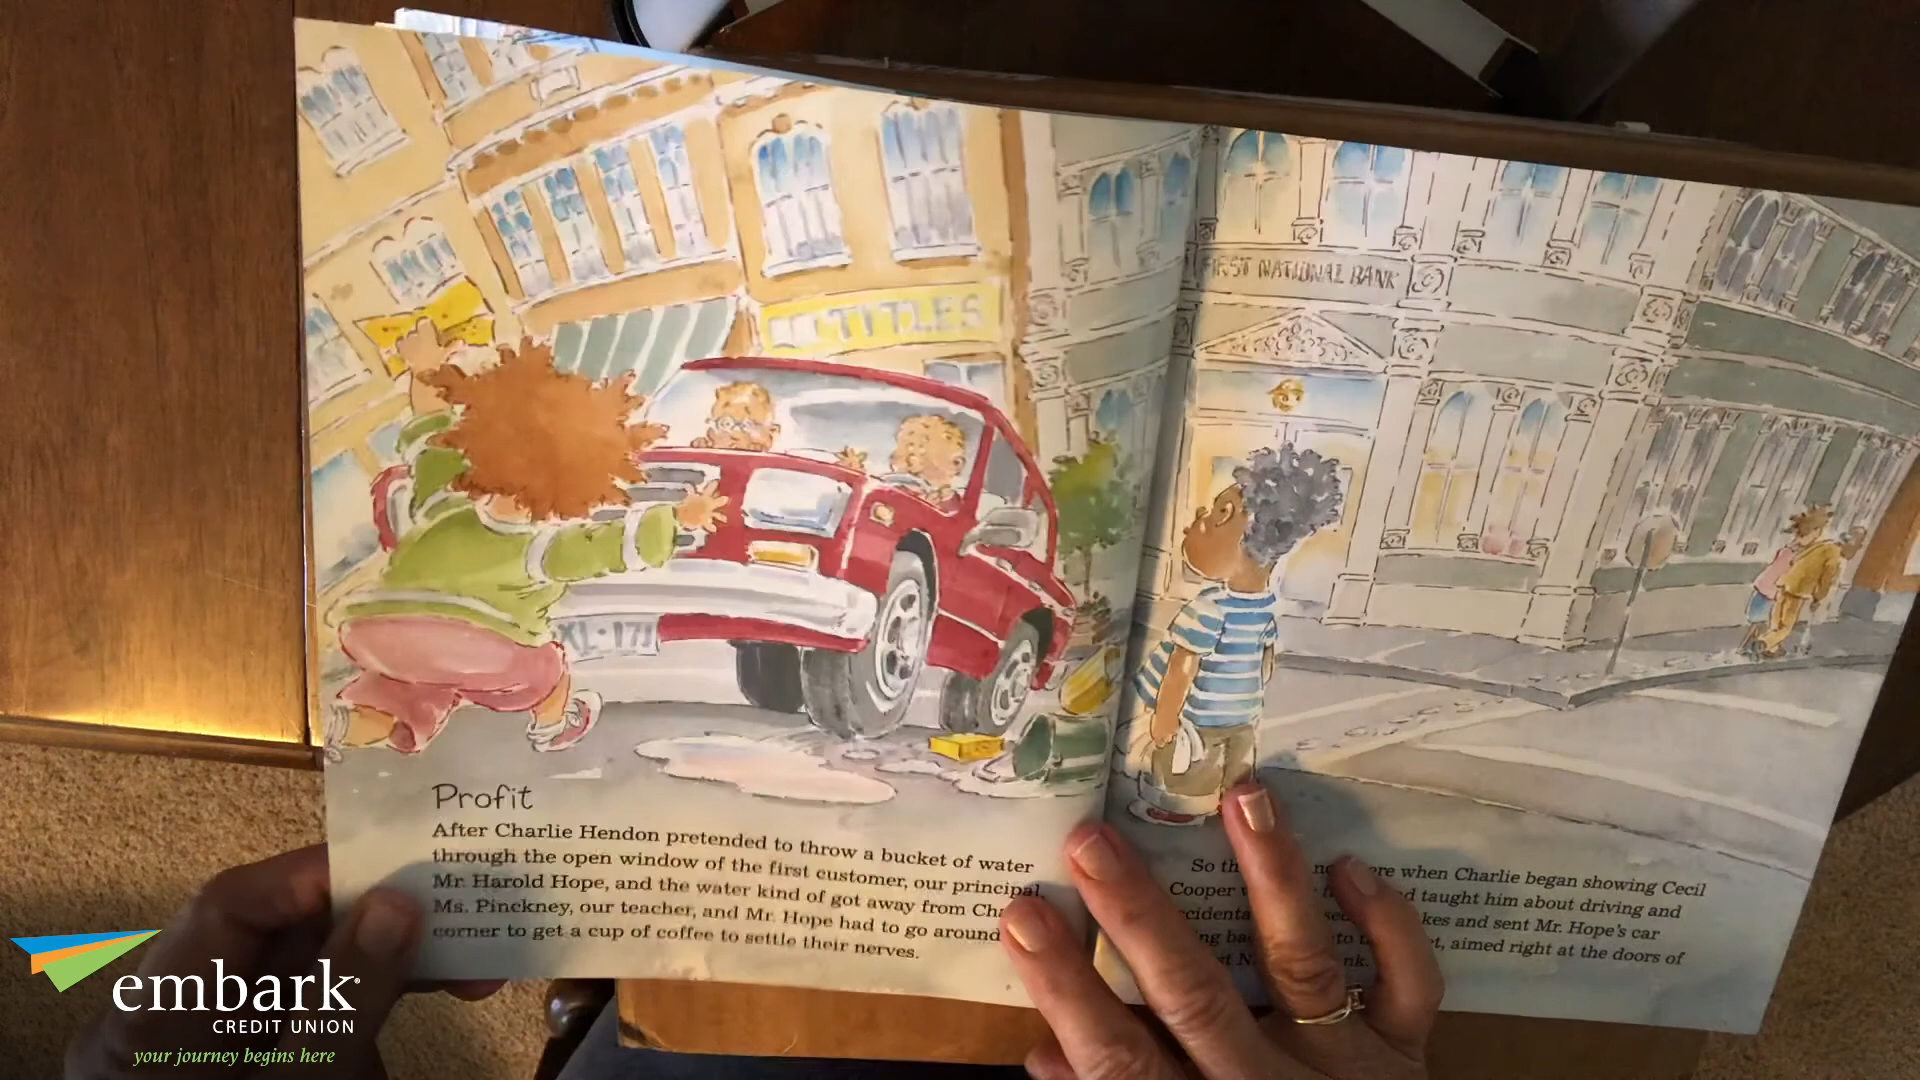 TITLES
FIRST NATIONAL BANK
XL·171
Profit
After Charlie Hendon pretended to throw a bucket of water
through the open window of the first customer, our principal,
Mr. Harold Hope, and the water kind of got away from
Ms. Pinckney, our teacher, and Mr. Hope had to go around
corner to get a cup of coffee to settle their nerves.
So when Charlie began showing Cecil
Cooper taught him about driving and
and sent Mr. Hope's car
aimed right at the doors of
embark
CREDIT UNION
your journey begins here